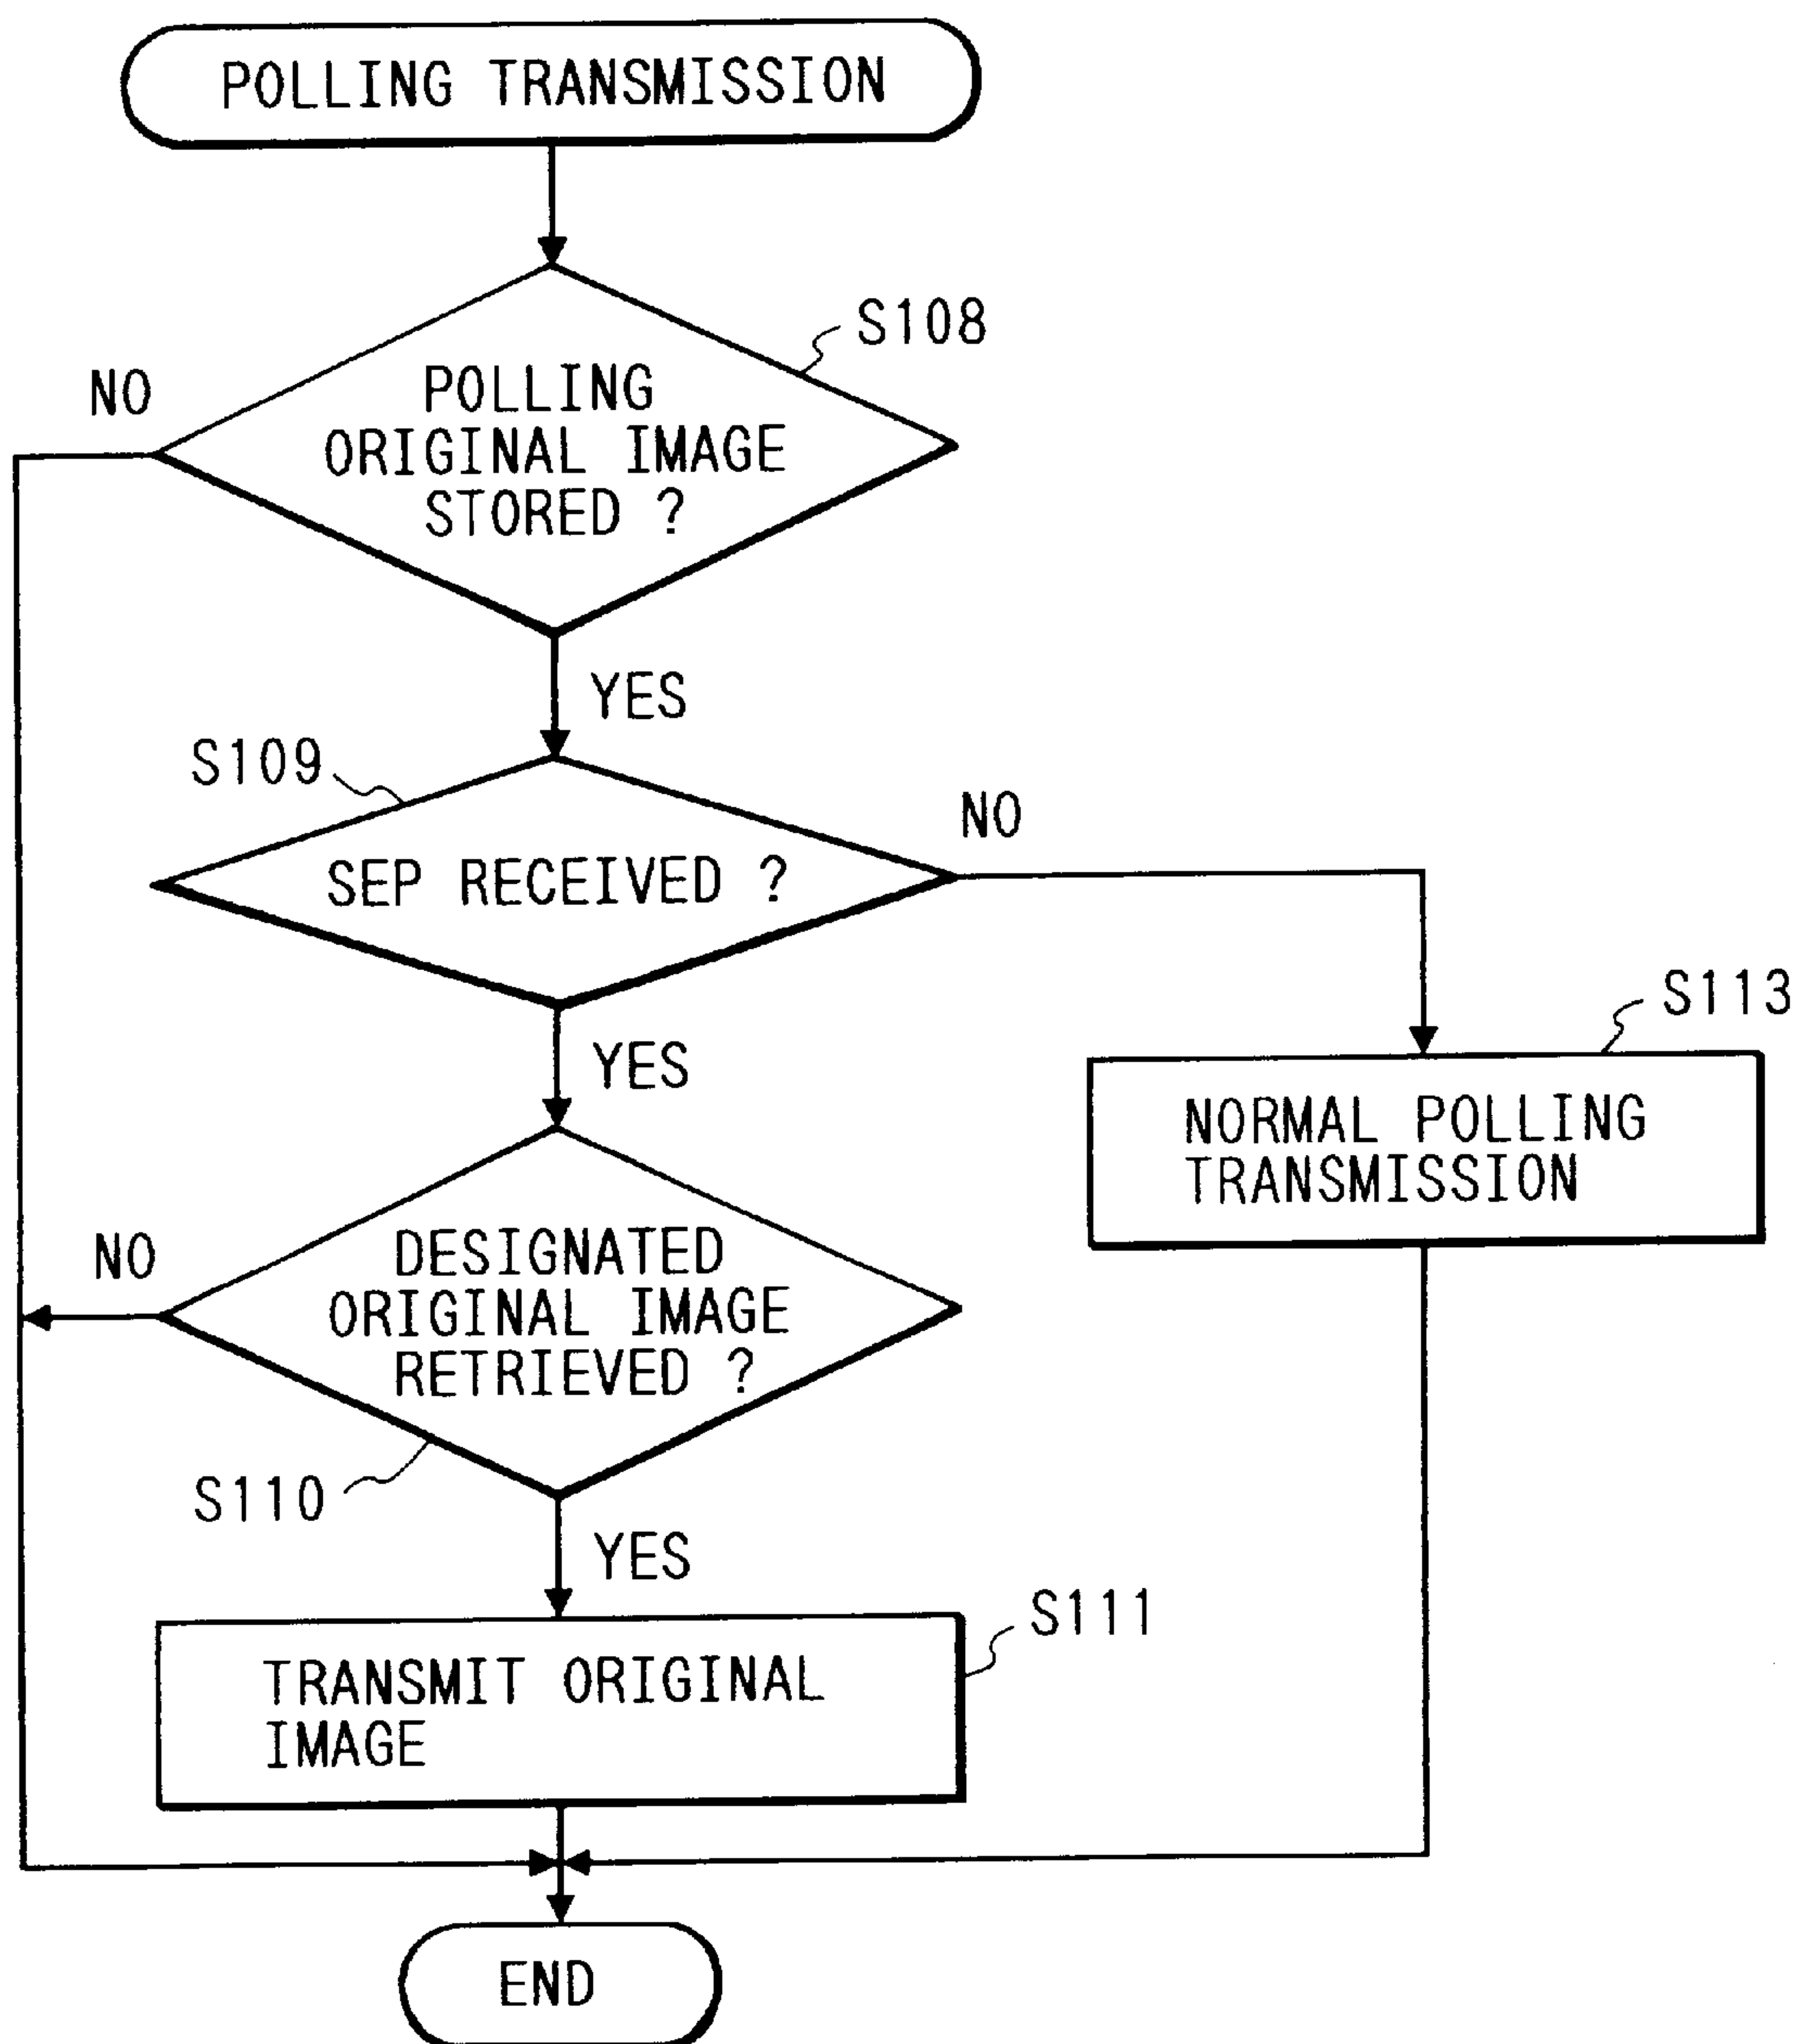 POLLING TRANSMISSION
S108
NO
POLLING
ORIGINAL IMAGE
STORED ?
YES
S109
NO
SEP RECEIVED ?
YES
S113
NORMAL POLLING
TRANSMISSION
NO
DESIGNATED
ORIGINAL IMAGE
RETRIEVED ?
S110
YES
S111
TRANSMIT ORIGINAL
IMAGE
END